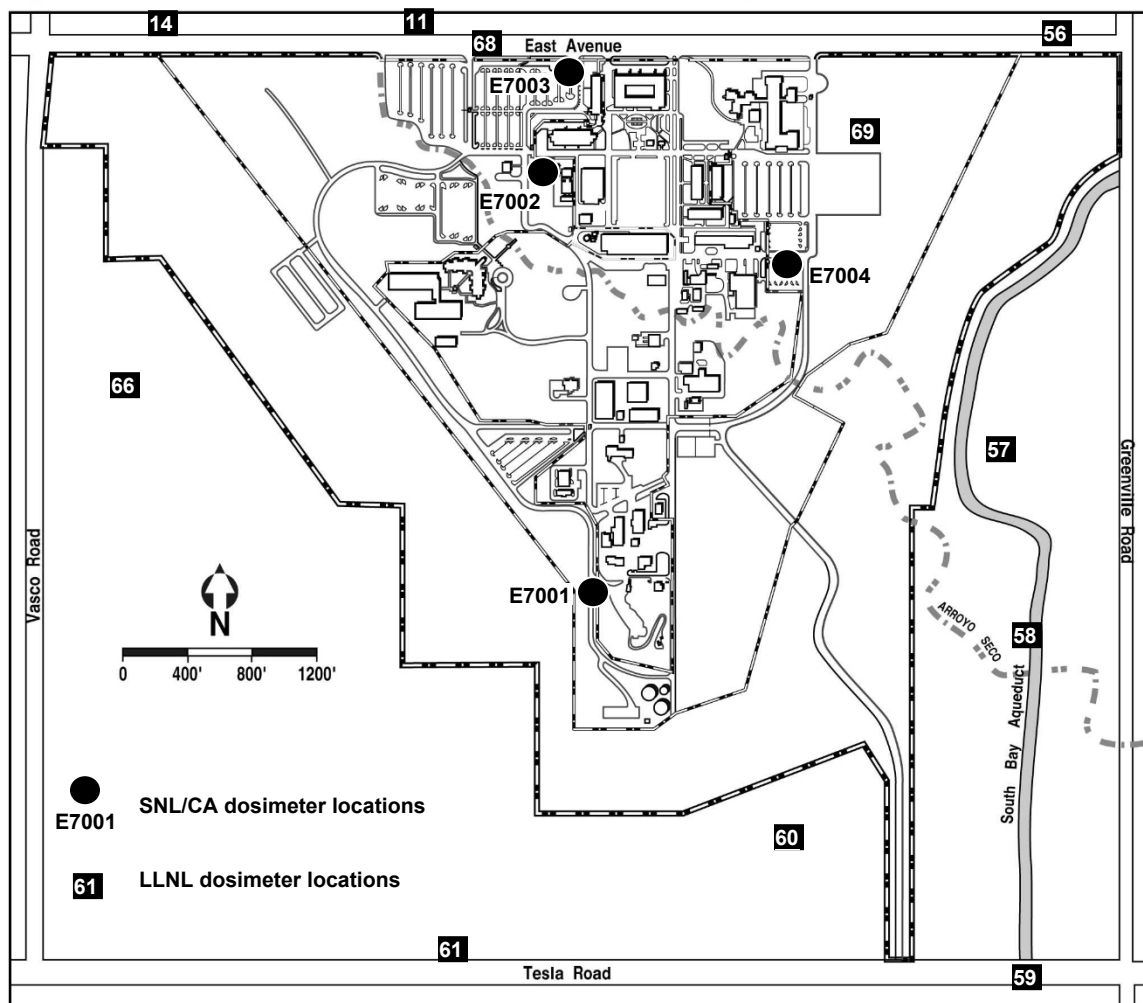 14
11
56
68
East Avenue
E7003
69
E7002
E7004
66
57
Greenville Road
Vasco Road
E7001
N
ARROYO SECO
58
0 400' 800' 1200'
South Bay Aqueduct
E7001
SNL/CA dosimeter locations
60
61
LLNL dosimeter locations
61
Tesla Road
59